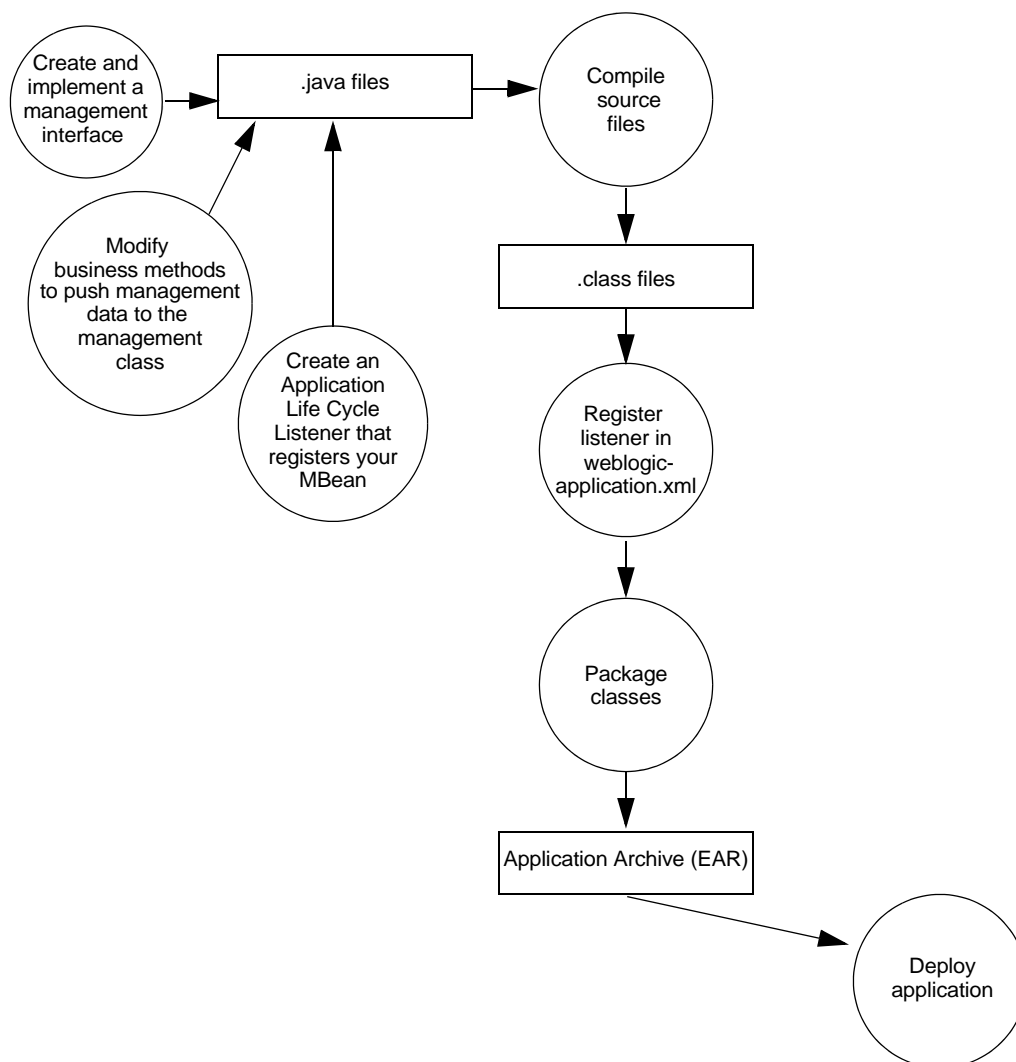 Create and
implement a
management
interface
.java files
Compile
source
files
Modify
business methods
to push management
data to the
management
class
.class files
Create an
Application
Life Cycle
Listener that
registers your
MBean
Register
listener in
weblogic-
application.xml
Package
classes
Application Archive (EAR)
Deploy
application